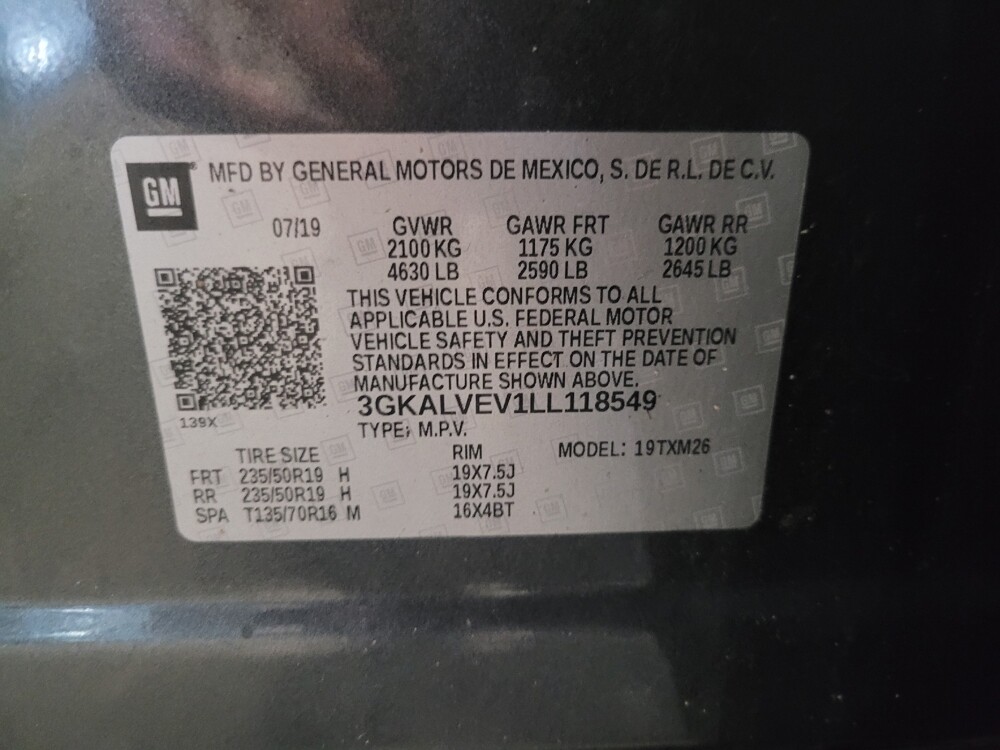 GM
MFD BY GENERAL MOTORS DE MEXICO, S. DE R.L. DE C.V.
07/19 GVWR GAWR FRT GAWR RR
2100 KG 1175 KG 1200 KG
4630 LB 2590 LB 2645 LB
THIS VEHICLE CONFORMS TO ALL
APPLICABLE U.S. FEDERAL MOTOR
VEHICLE SAFETY AND THEFT PREVENTION
STANDARDS IN EFFECT ON THE DATE OF
MANUFACTURE SHOWN ABOVE.
3GKALVEV1LL118549
139X
TYPE: M.P.V.
TIRE SIZE RIM MODEL: 19TXM26
FRT 235/50R19 H 19X7.5J
RR 235/50R19 H 19X7.5J
SPA T135/70R16 M 16X4BT